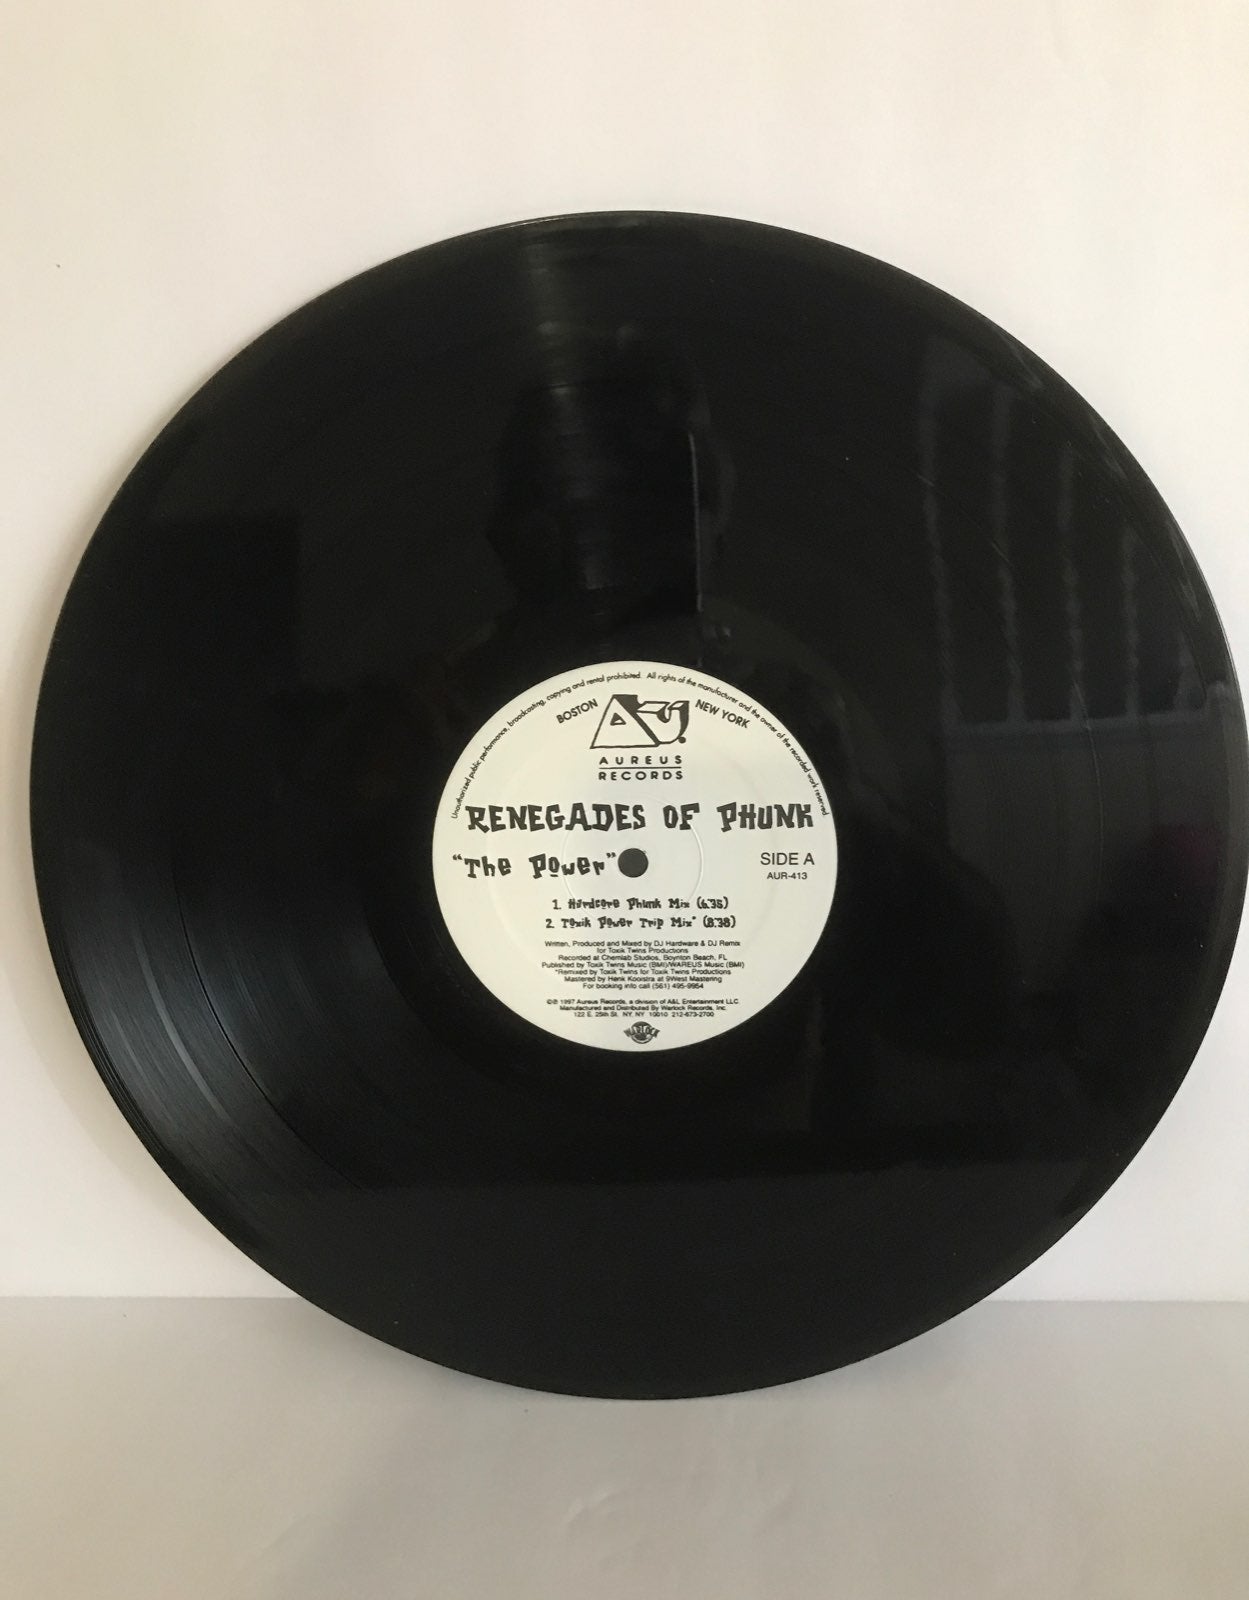 Unauthorized public performance, broadcasting, copying and rental prohibited. All rights of the manufacturer and the owner of the recorded work reserved.
BOSTON
NEW YORK
AUREUS
RECORDS
RENEGADES OF PHUNK
"The Power"
SIDE A
AUR-413
1. Hardcore Phunk Mix (6:35)
2. Toxik Power Trip Mix* (8:38)
Written, Produced and Mixed by DJ Hardware & DJ Remix
for Toxik Twins Productions
Recorded at Chemlab Studios, Boynton Beach, FL
Published by Toxik Twins Music (BMI)/WAREUS Music (BMI)
*Remixed by Toxik Twins for Toxik Twins Productions
Mastered by Henk Kooistra at 9West Mastering
For booking info call (561) 495-9954
©℗ 1997 Aureus Records, a division of A&L Entertainment LLC.
Manufactured and Distributed By Warlock Records, Inc.
122 E. 25th St. NY, NY 10010 212-673-2700
WARLOCK